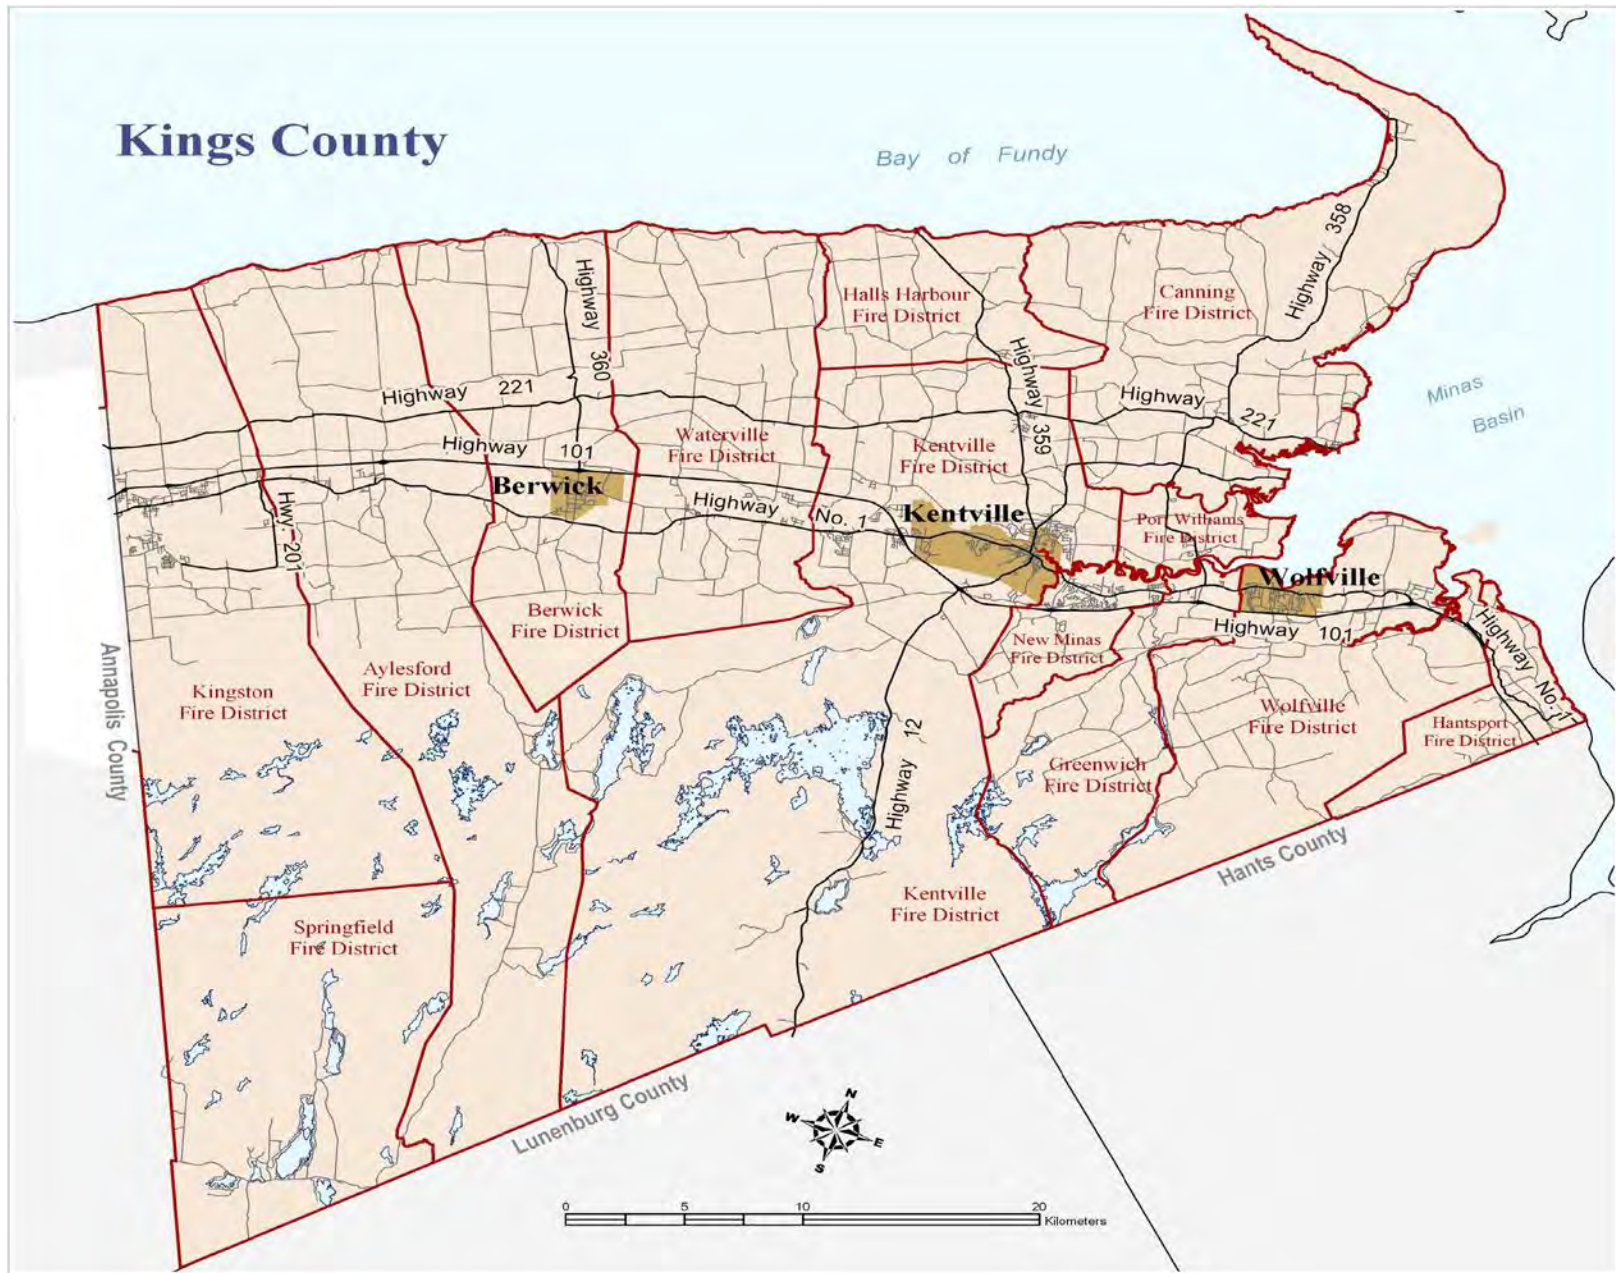 Kings County
Bay of Fundy
Minas
Basin
Highway 358
Highway 360
Halls Harbour
Fire District
Canning
Fire District
Highway 359
Highway 221
Highway 221
Highway 101
Waterville
Fire District
Kentville
Fire District
Berwick
Highway No. 1
Kentville
Port Williams
Fire District
Hwy 201
Wolfville
Berwick
Fire District
Highway 101
Highway No. 1
New Minas
Fire District
Annapolis County
Aylesford
Fire District
Kingston
Fire District
Wolfville
Fire District
Hantsport
Fire District
Highway 12
Greenwich
Fire District
Hants County
Kentville
Fire District
Springfield
Fire District
Lunenburg County
N
W
E
S
0 5 10 20
Kilometers